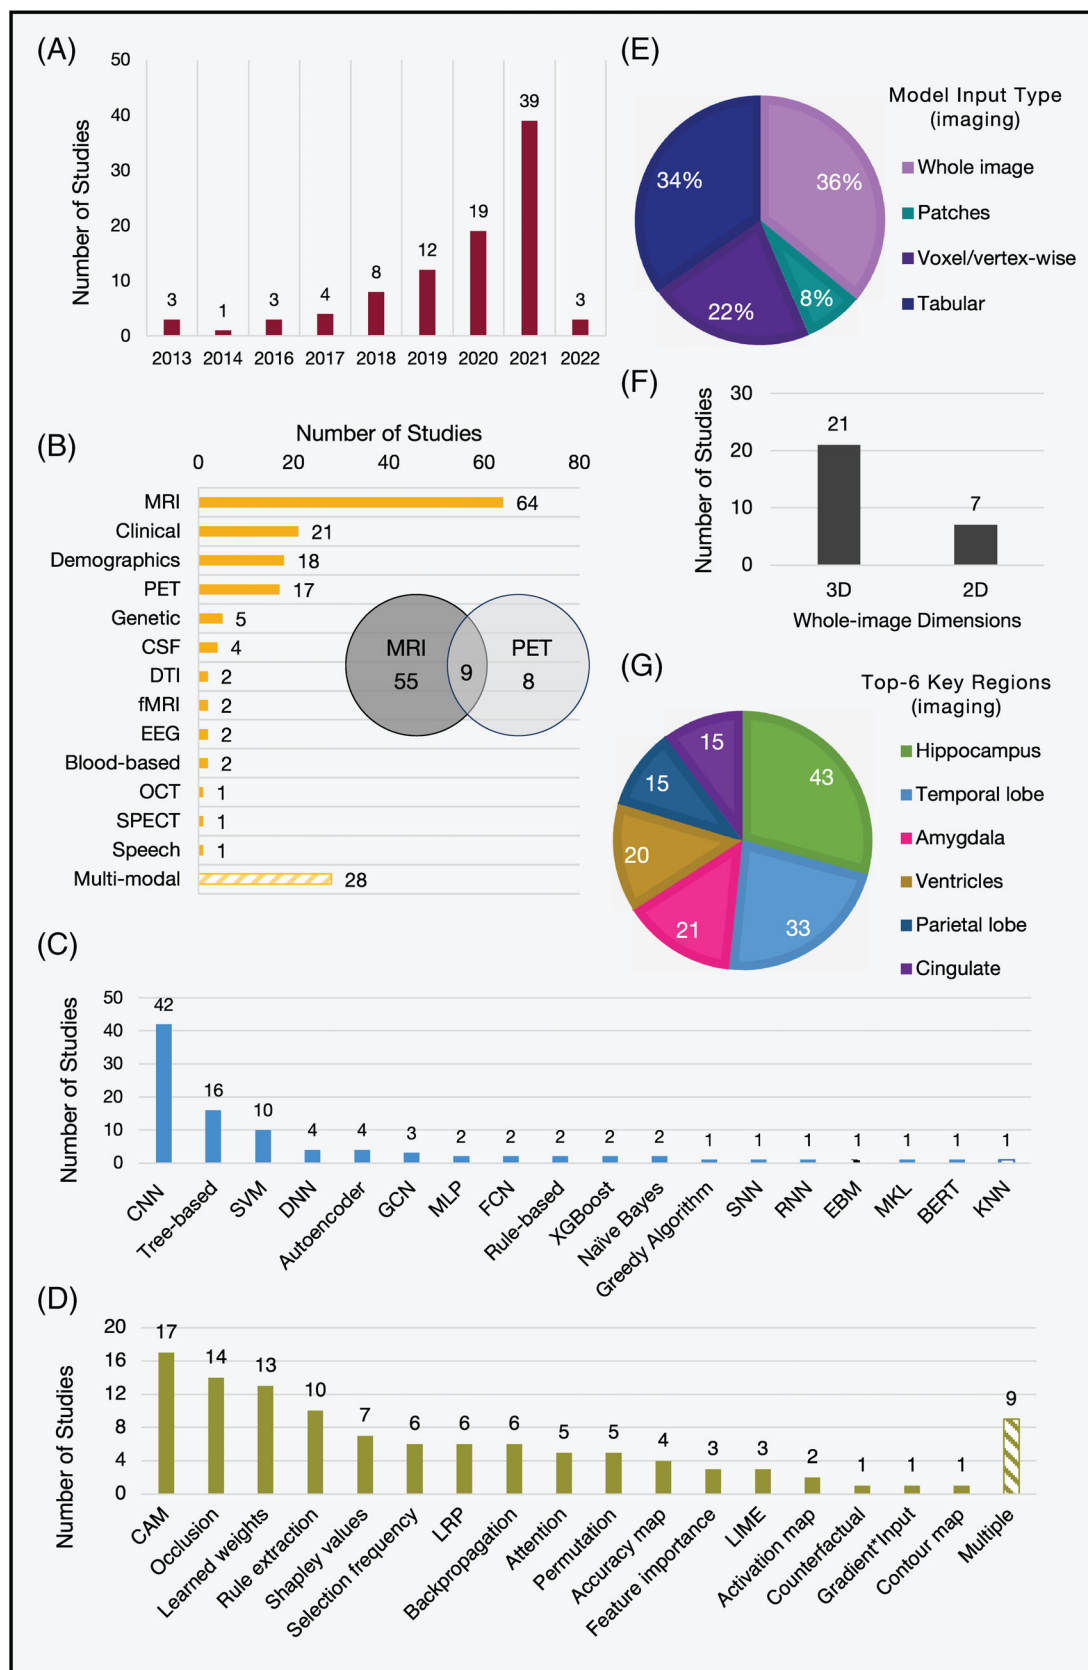 (A)
50
40
30
20
10
0
Number of Studies
3
1
3
4
8
12
19
39
3
2013 2014 2016 2017 2018 2019 2020 2021 2022
(E)
Model Input Type
(imaging)
34%
36%
22%
8%
Whole image
Patches
Voxel/vertex-wise
Tabular
(F)
Number of Studies
30
20
10
0
21
7
3D 2D
Whole-image Dimensions
(B)
Number of Studies
0 20 40 60 80
MRI 64
Clinical 21
Demographics 18
PET 17
Genetic 5
CSF 4
DTI 2
fMRI 2
EEG 2
Blood-based 2
OCT 1
SPECT 1
Speech 1
Multi-modal 28
MRI PET
55 9 8
(G)
Top-6 Key Regions
(imaging)
15
43
15
20
21
33
Hippocampus
Temporal lobe
Amygdala
Ventricles
Parietal lobe
Cingulate
(C)
Number of Studies
50
40
30
20
10
0
42 16 10 4 4 3 2 2 2 2 2 1 1 1 1 1 1 1
CNN
Tree-based
SVM
DNN
Autoencoder
GCN
MLP
FCN
Rule-based
XGBoost
Naïve Bayes
Greedy Algorithm
SNN
RNN
EBM
MKL
BERT
KNN
(D)
Number of Studies
20
16
12
8
4
0
17 14 13 10 7 6 6 6 5 5 4 3 3 2 1 1 1 9
CAM
Occlusion
Learned weights
Rule extraction
Shapley values
Selection frequency
LRP
Backpropagation
Attention
Permutation
Accuracy map
Feature importance
LIME
Activation map
Counterfactual
Gradient*Input
Contour map
Multiple